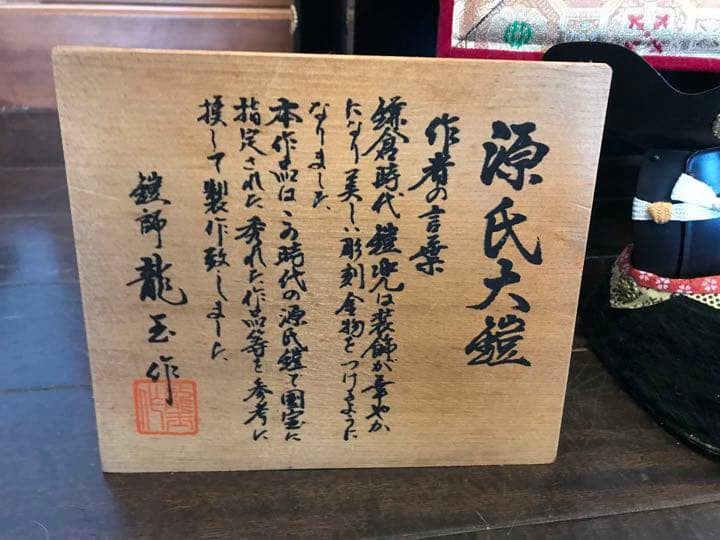 源氏大鎧
作者の言葉
鎌倉時代鎧兜は装飾が華やか
になり美しい彫刻金物をつけるように
なりました。
本作品はこの時代の源氏鎧で国宝に
指定された秀れた作品等を参考に
模して製作致しました
鎧師 龍玉作